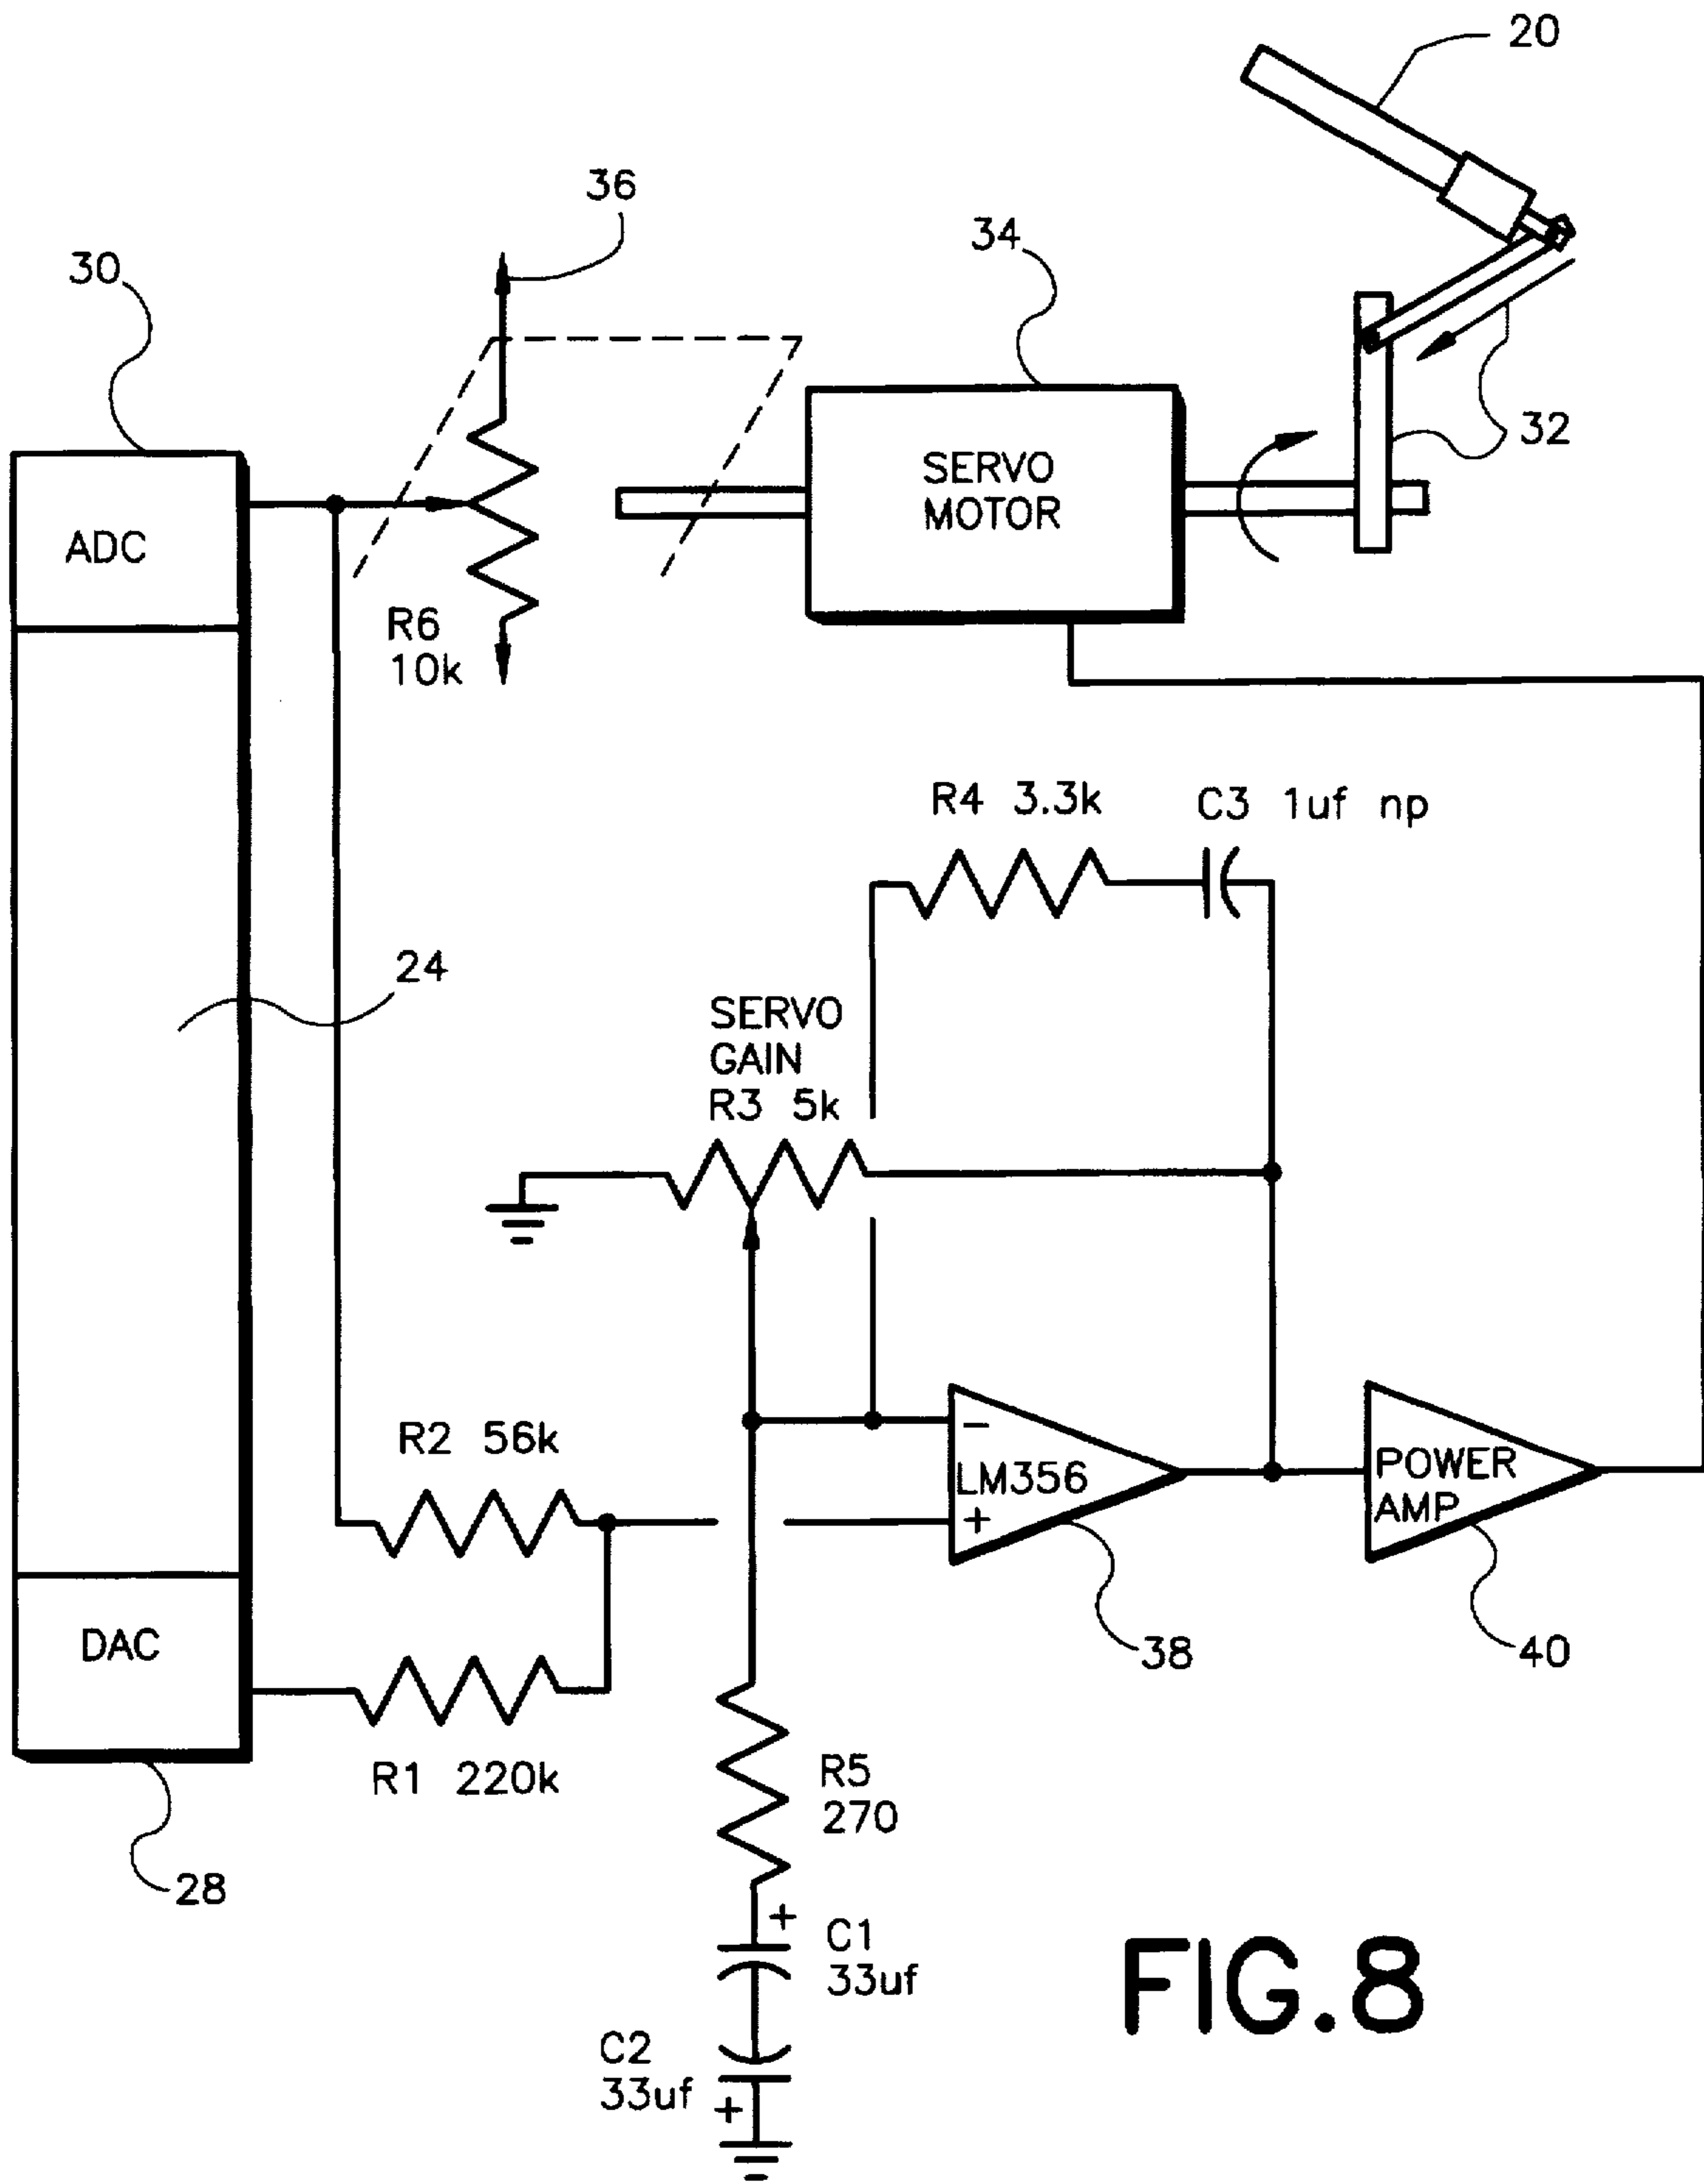 20
36
34
30
32
SERVO
MOTOR
ADC
R6
10k
R4 3.3k
C3 1uf np
24
SERVO
GAIN
R3 5k
R2 56k
−
LM356
+
POWER
AMP
DAC
38
40
R1 220k
R5
270
28
+
C1
33uf
C2
33uf
+
FIG.8